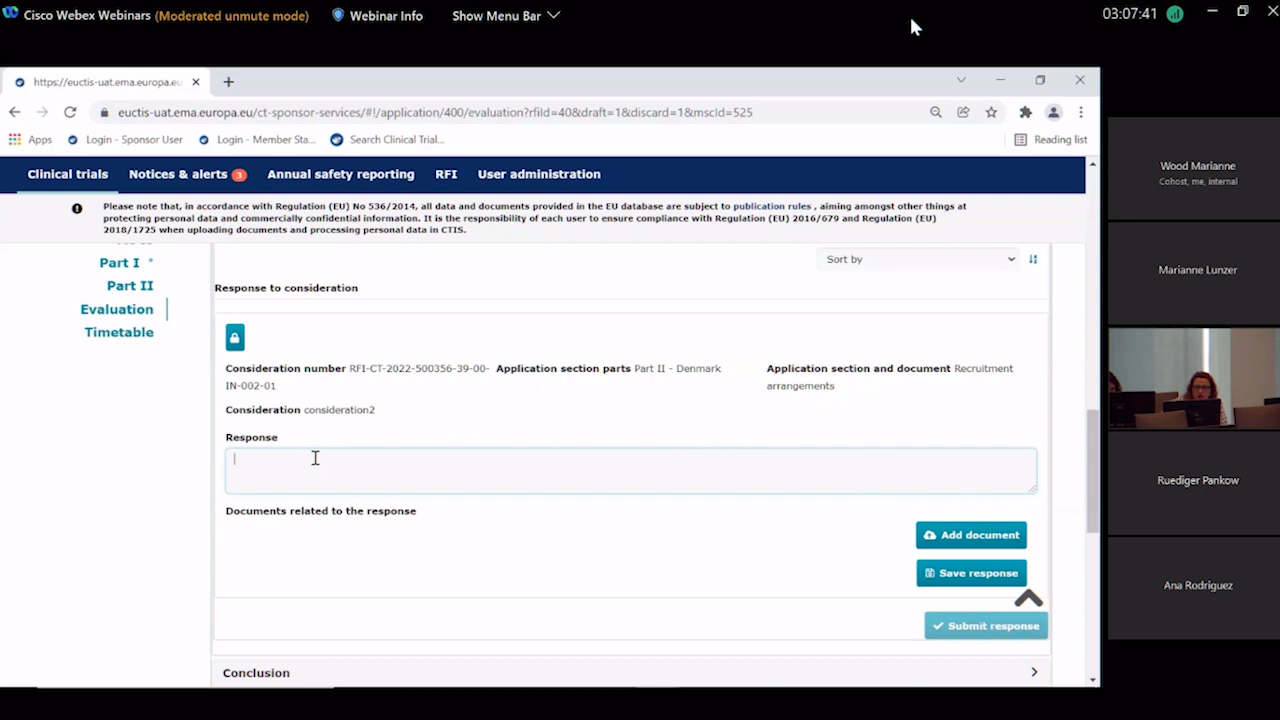 Cisco Webex Webinars (Moderated unmute mode) Webinar Info Show Menu Bar 03:07:41
https://euctis-uat.ema.europa.eu
euctis-uat.ema.europa.eu/ct-sponsor-services/#!/application/400/evaluation?rfiId=40&draft=1&discard=1&mscId=525
Apps Login - Sponsor User Login - Member Sta... Search Clinical Trial... Reading list
Clinical trials Notices & alerts 3 Annual safety reporting RFI User administration
Please note that, in accordance with Regulation (EU) No 536/2014, all data and documents provided in the EU database are subject to publication rules , aiming amongst other things at
protecting personal data and commercially confidential information. It is the responsibility of each user to ensure compliance with Regulation (EU) 2016/679 and Regulation (EU)
2018/1725 when uploading documents and processing personal data in CTIS.
Part I *
Part II
Evaluation
Timetable
Sort by
Response to consideration
Consideration number RFI-CT-2022-500356-39-00-
IN-002-01
Application section parts Part II - Denmark
Application section and document Recruitment
arrangements
Consideration consideration2
Response
Documents related to the response
Add document
Save response
Submit response
Conclusion
Wood Marianne
Cohost, me, internal
Marianne Lunzer
Ruediger Pankow
Ana Rodriguez